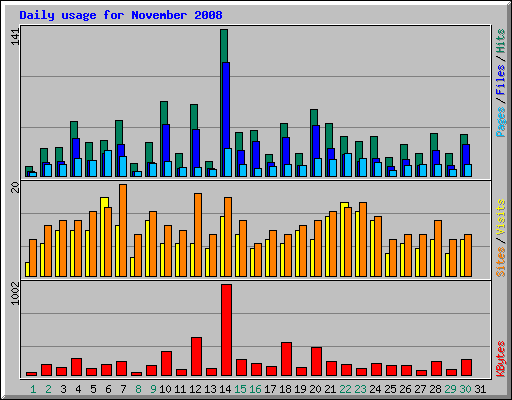 Daily usage for November 2008
141
Pages / Files / Hits
20
Sites / Visits
1002
KBytes
1 2 3 4 5 6 7 8 9 10 11 12 13 14 15 16 17 18 19 20 21 22 23 24 25 26 27 28 29 30 31